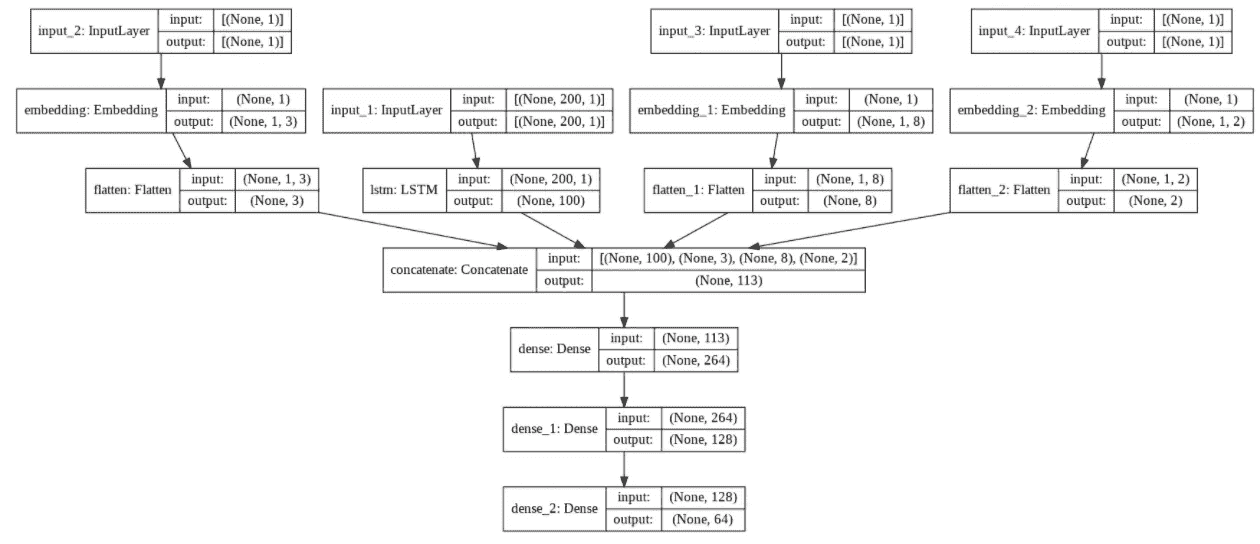 input_2: InputLayer
input: [(None, 1)]
output: [(None, 1)]
input_3: InputLayer
input: [(None, 1)]
output: [(None, 1)]
input_4: InputLayer
input: [(None, 1)]
output: [(None, 1)]
embedding: Embedding
input: (None, 1)
output: (None, 1, 3)
input_1: InputLayer
input: [(None, 200, 1)]
output: [(None, 200, 1)]
embedding_1: Embedding
input: (None, 1)
output: (None, 1, 8)
embedding_2: Embedding
input: (None, 1)
output: (None, 1, 2)
flatten: Flatten
input: (None, 1, 3)
output: (None, 3)
lstm: LSTM
input: (None, 200, 1)
output: (None, 100)
flatten_1: Flatten
input: (None, 1, 8)
output: (None, 8)
flatten_2: Flatten
input: (None, 1, 2)
output: (None, 2)
concatenate: Concatenate
input: [(None, 100), (None, 3), (None, 8), (None, 2)]
output: (None, 113)
dense: Dense
input: (None, 113)
output: (None, 264)
dense_1: Dense
input: (None, 264)
output: (None, 128)
dense_2: Dense
input: (None, 128)
output: (None, 64)